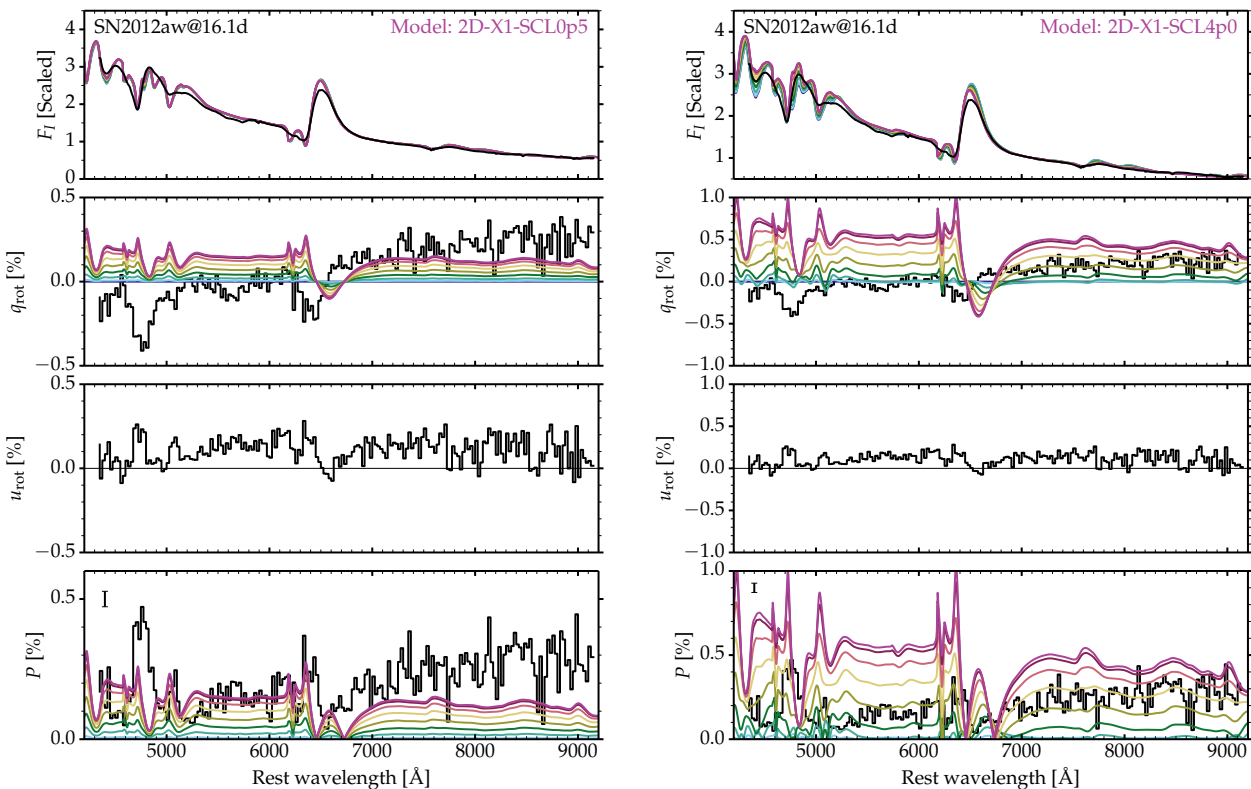 SN2012aw@16.1d Model: 2D-X1-SCL0p5
F_I [Scaled]
4
3
2
1
0
q_rot [%]
0.5
0.0
−0.5
u_rot [%]
0.5
0.0
−0.5
P [%]
0.5
0.0
5000 6000 7000 8000 9000
Rest wavelength [Å]
SN2012aw@16.1d Model: 2D-X1-SCL4p0
F_I [Scaled]
4
3
2
1
q_rot [%]
1.0
0.5
0.0
−0.5
−1.0
u_rot [%]
1.0
0.5
0.0
−0.5
−1.0
P [%]
1.0
0.5
0.0
5000 6000 7000 8000 9000
Rest wavelength [Å]